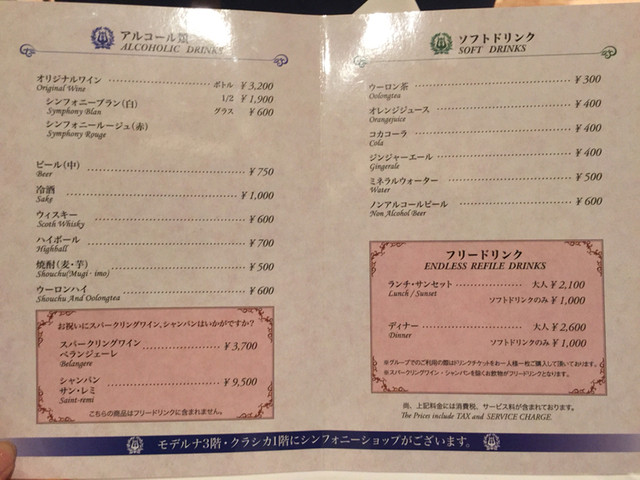 アルコール類
ALCOHOLIC DRINKS
オリジナルワイン ボトル ¥3,200
Original Wine
シンフォニーブラン(白) 1/2 ¥1,900
Symphony Blan グラス ¥600
シンフォニールージュ(赤)
Symphony Rouge
ビール(中) ¥750
Beer
冷酒 ¥1,000
Sake
ウィスキー ¥600
Scoth Whisky
ハイボール ¥700
Highball
焼酎(麦・芋) ¥500
Shouchu(Mugi・imo)
ウーロンハイ ¥600
Shouchu And Oolongtea
お祝いにスパークリングワイン、シャンパンはいかがですか?
スパークリングワイン
ベランジェーレ ¥3,700
Belangere
シャンパン
サン・レミ ¥9,500
Saint-remi
こちらの商品はフリードリンクに含まれません。
ソフトドリンク
SOFT DRINKS
ウーロン茶 ¥300
Oolongtea
オレンジジュース ¥400
Orangejuice
コカコーラ ¥400
Cola
ジンジャーエール ¥400
Gingerale
ミネラルウォーター ¥500
Water
ノンアルコールビール ¥600
Non Alcohol Beer
フリードリンク
ENDLESS REFILE DRINKS
ランチ・サンセット 大人 ¥2,100
Lunch / Sunset
ソフトドリンクのみ ¥1,000
ディナー 大人 ¥2,600
Dinner
ソフトドリンクのみ ¥1,000
※グループでのご利用の際はドリンクチケットをお一人様一枚ご購入して頂いております。
※スパークリングワイン・シャンパンを除くお飲物がフリードリンクとなります。
尚、上記料金には消費税、サービス料が含まれております。
The Prices include TAX and SERVICE CHARGE.
モデルナ3階・クラシカ1階にシンフォニーショップがございます。